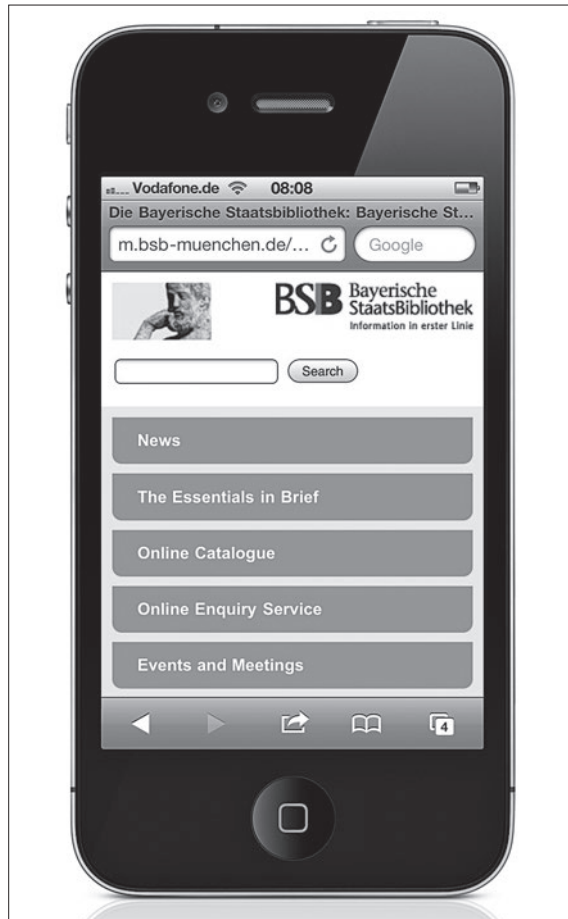 Vodafone.de 08:08
Die Bayerische Staatsbibliothek: Bayerische St...
m.bsb-muenchen.de/... Google
BSB Bayerische
StaatsBibliothek
Information in erster Linie
Search
News
The Essentials in Brief
Online Catalogue
Online Enquiry Service
Events and Meetings
4